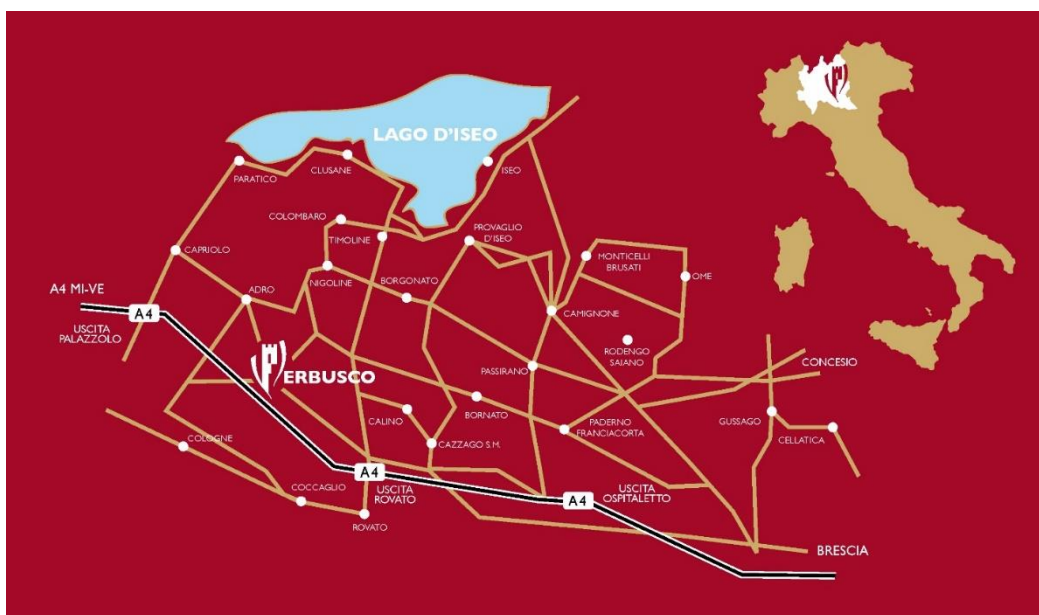 LAGO D'ISEO
PARATICO
CLUSANE
ISEO
COLOMBARO
TIMOLINE
PROVAGLIO
D'ISEO
CAPRIOLO
NIGOLINE
BORGONATO
MONTICELLI
BRUSATI
OME
A4 MI-VE
ADRO
A4
USCITA
PALAZZOLO
CAMIGNONE
RODENGO
SAIANO
ERBUSCO
PASSIRANO
CONCESIO
CALINO
BORNATO
PADERNO
FRANCIACORTA
GUSSAGO
CELLATICA
COLOGNE
CAZZAGO S.M.
A4
USCITA
ROVATO
COCCAGLIO
ROVATO
A4
USCITA
OSPITALETTO
BRESCIA